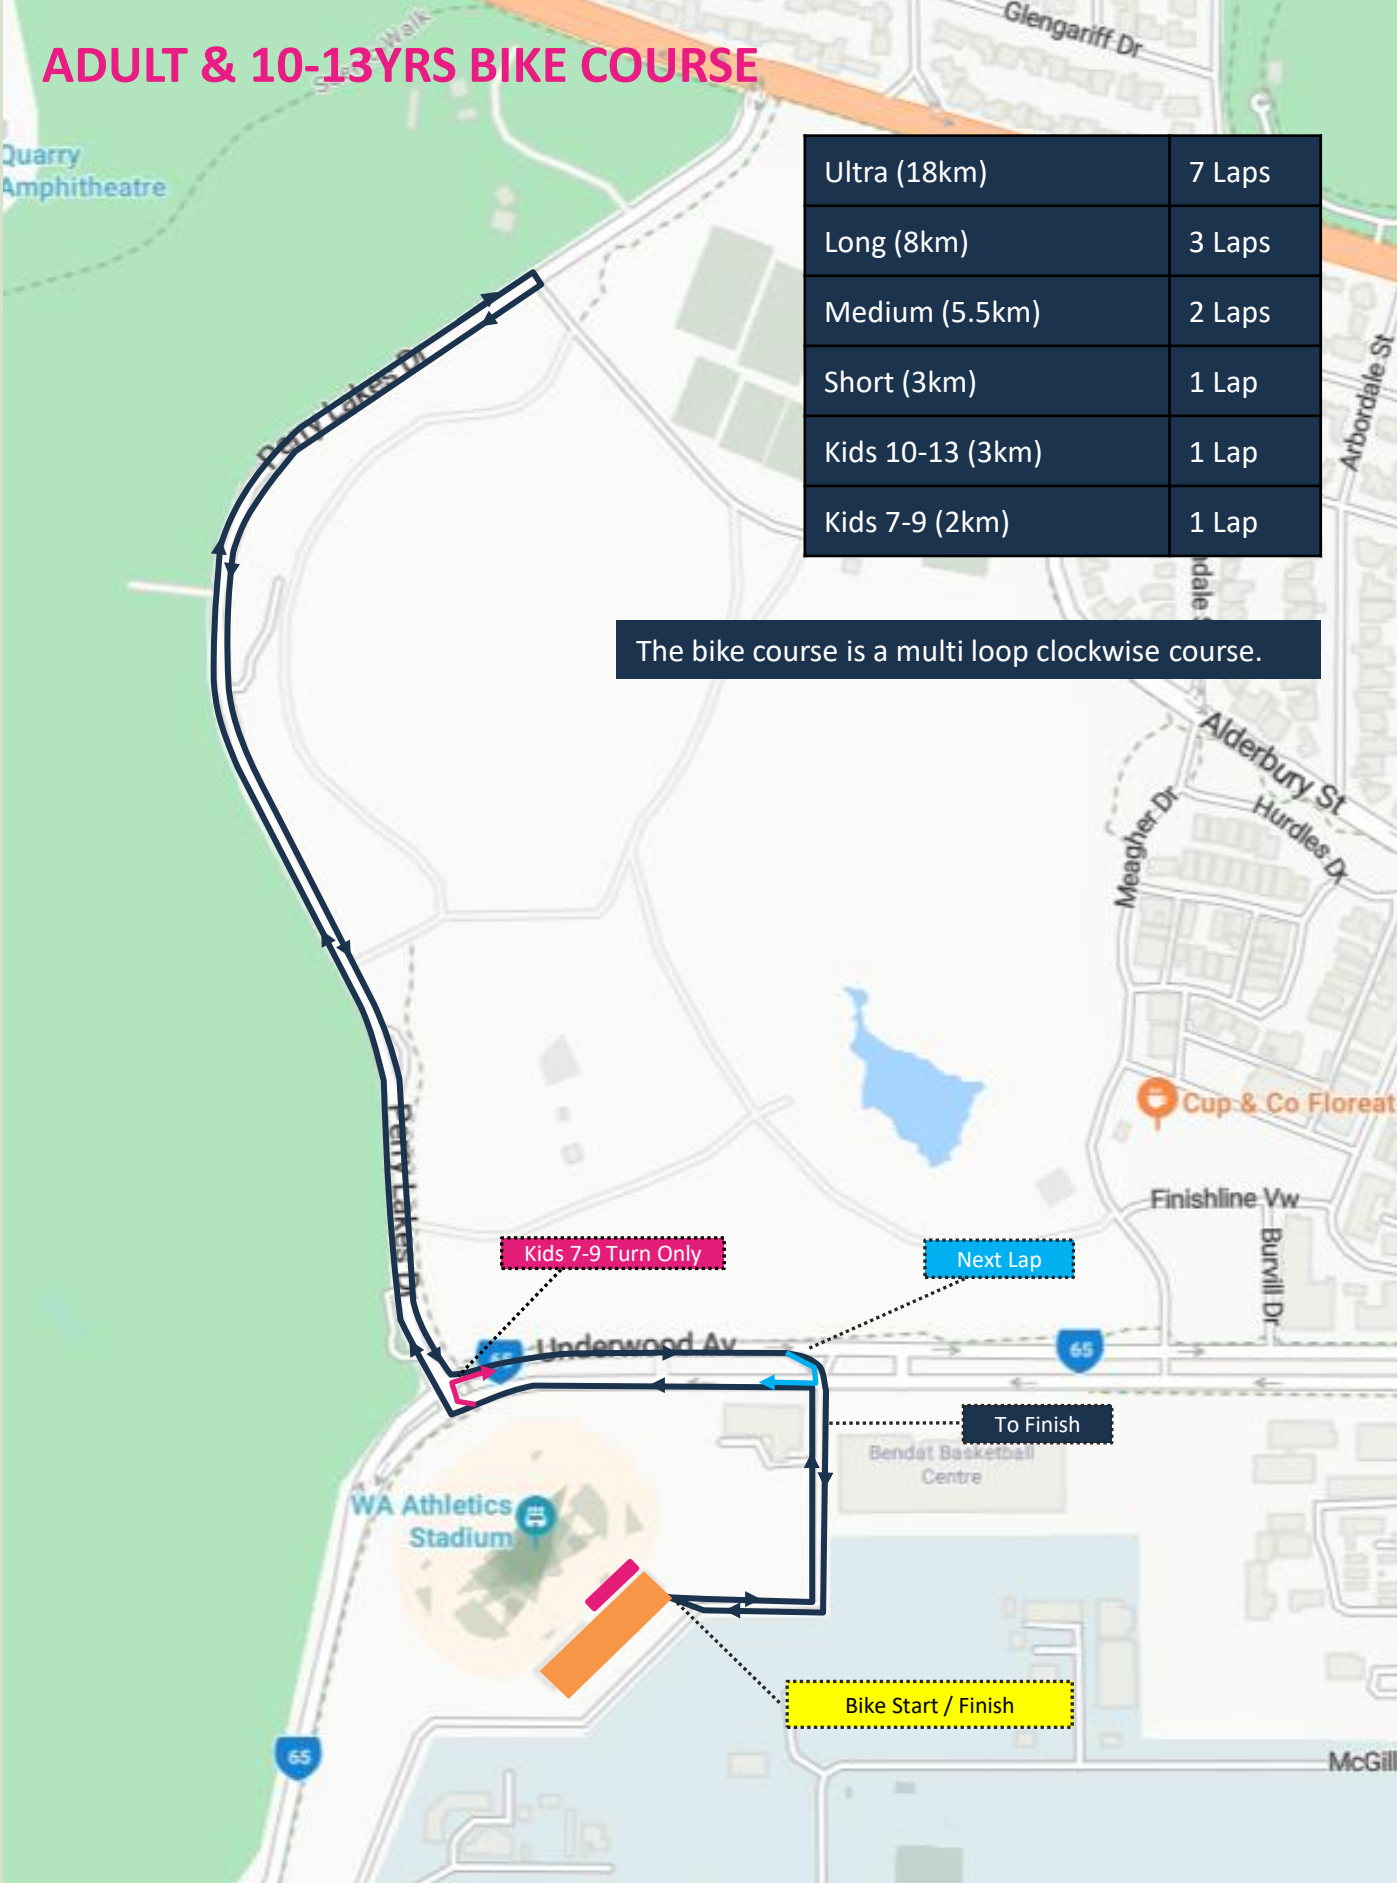 ADULT & 10-13YRS BIKE COURSE
Glengariff Dr
Quarry
Amphitheatre
Ultra (18km) 7 Laps
Long (8km) 3 Laps
Medium (5.5km) 2 Laps
Short (3km) 1 Lap
Kids 10-13 (3km) 1 Lap
Kids 7-9 (2km) 1 Lap
Arbordale St
Perry Lakes Dr
The bike course is a multi loop clockwise course.
Alderbury St
Hurdles Dr
Meagher Dr
Cup & Co Floreat
Perry Lakes Dr
Finishline Vw
Burvill Dr
Kids 7-9 Turn Only
Next Lap
Underwood Av
65
65
To Finish
Bendat Basketball
Centre
WA Athletics
Stadium
Bike Start / Finish
65
McGill